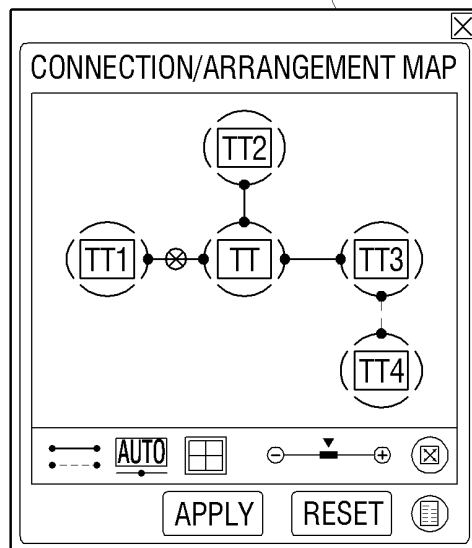 CONNECTION/ARRANGEMENT MAP
TT2
TT1 TT TT3
TT4
AUTO
APPLY RESET